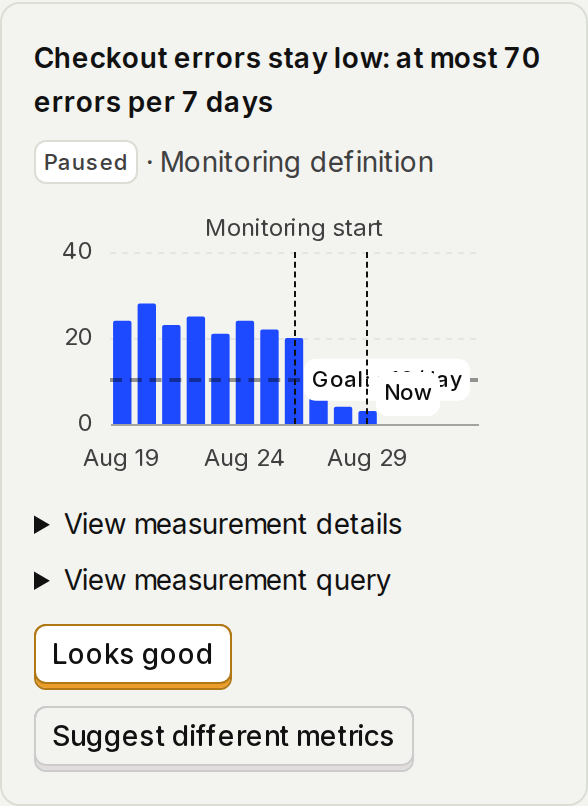 Checkout errors stay low: at most 70
errors per 7 days
Paused · Monitoring definition
Monitoring start
40
20
0
Goal:
Now
Aug 19 Aug 24 Aug 29
▶ View measurement details
▶ View measurement query
Looks good
Suggest different metrics